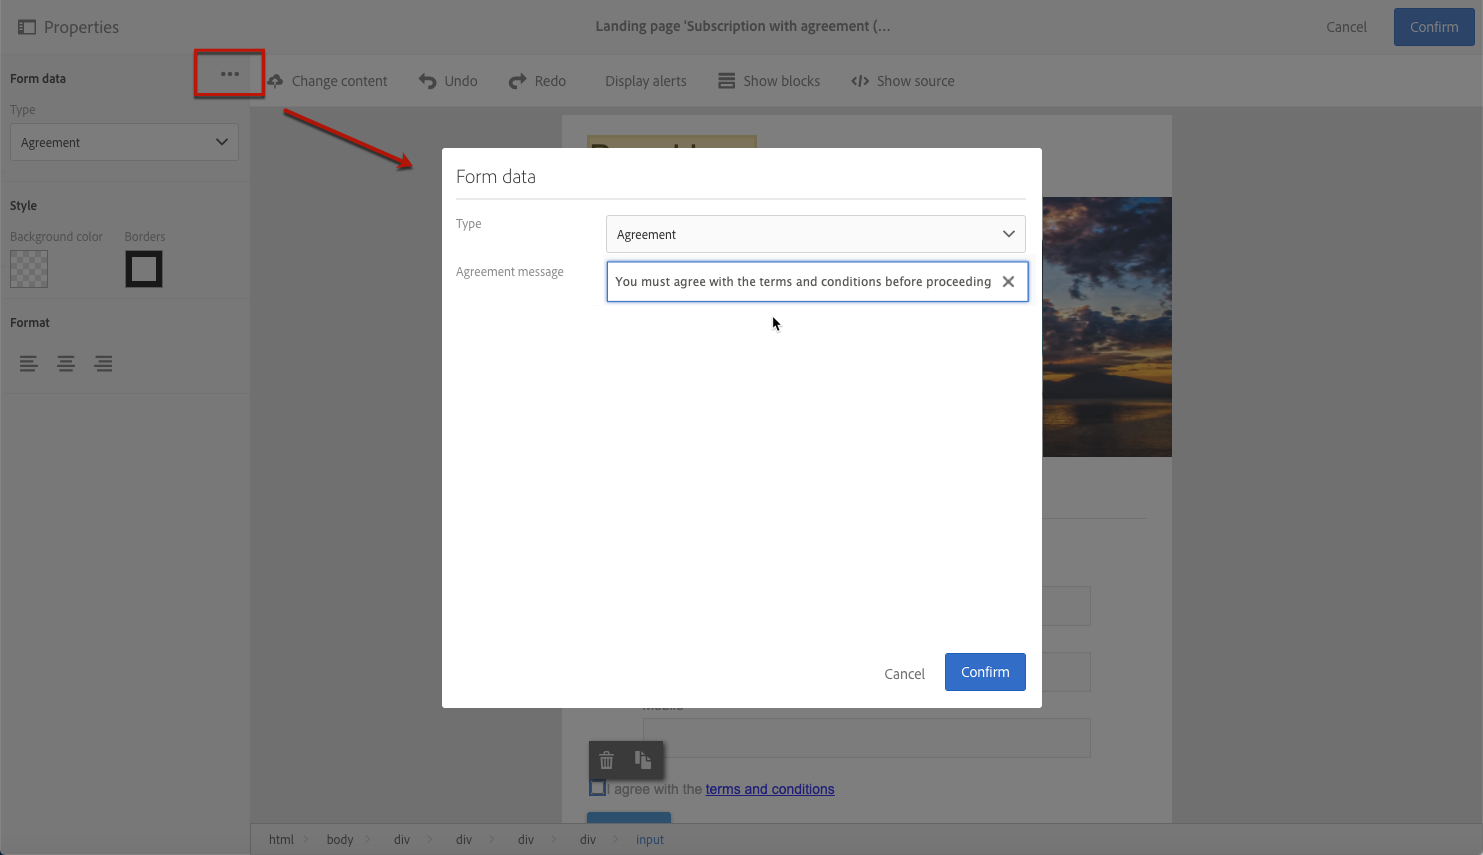 Properties
Landing page 'Subscription with agreement (...
Cancel
Confirm
Form data
•••
Change content
Undo
Redo
Display alerts
Show blocks
Show source
Type
Agreement
Style
Background color
Borders
Format
Form data
Type
Agreement
Agreement message
You must agree with the terms and conditions before proceeding
Cancel
Confirm
I agree with the terms and conditions
html
body
div
div
div
div
input